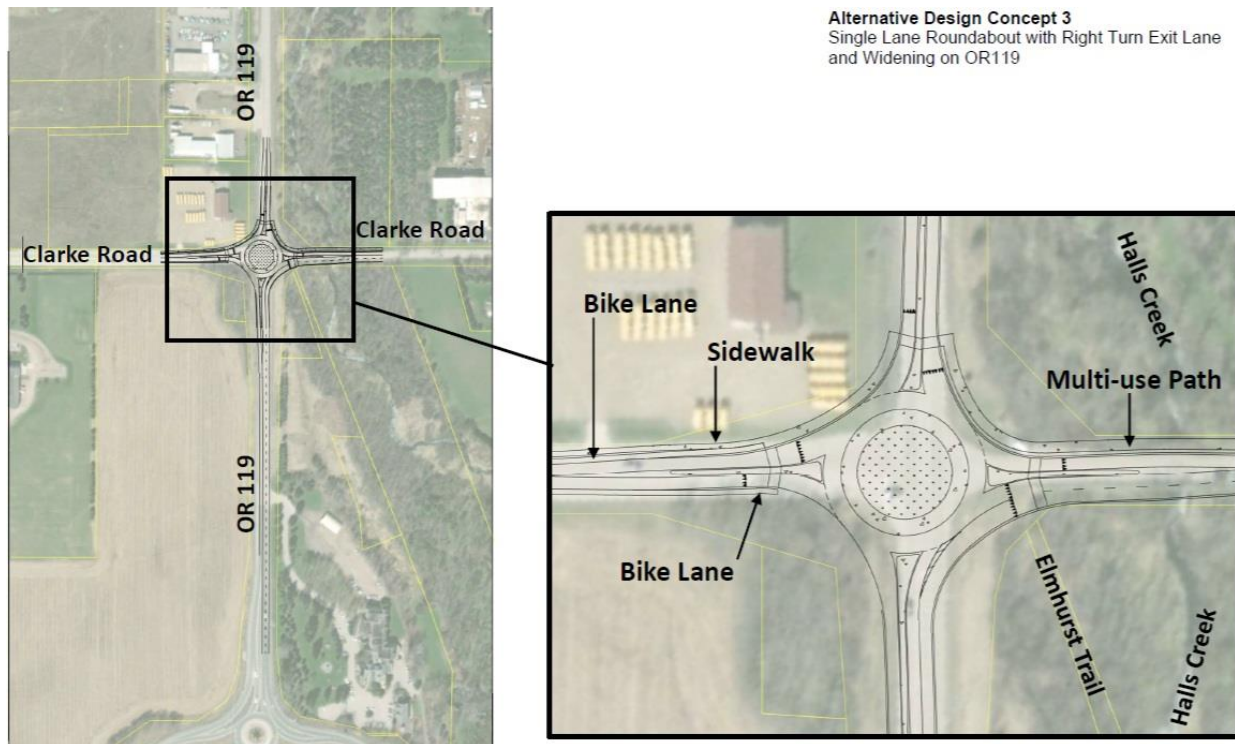 Alternative Design Concept 3
Single Lane Roundabout with Right Turn Exit Lane
and Widening on OR119
OR 119
Clarke Road
Clarke Road
OR 119
Bike Lane
Sidewalk
Halls Creek
Multi-use Path
Bike Lane
Elmhurst Trail
Halls Creek